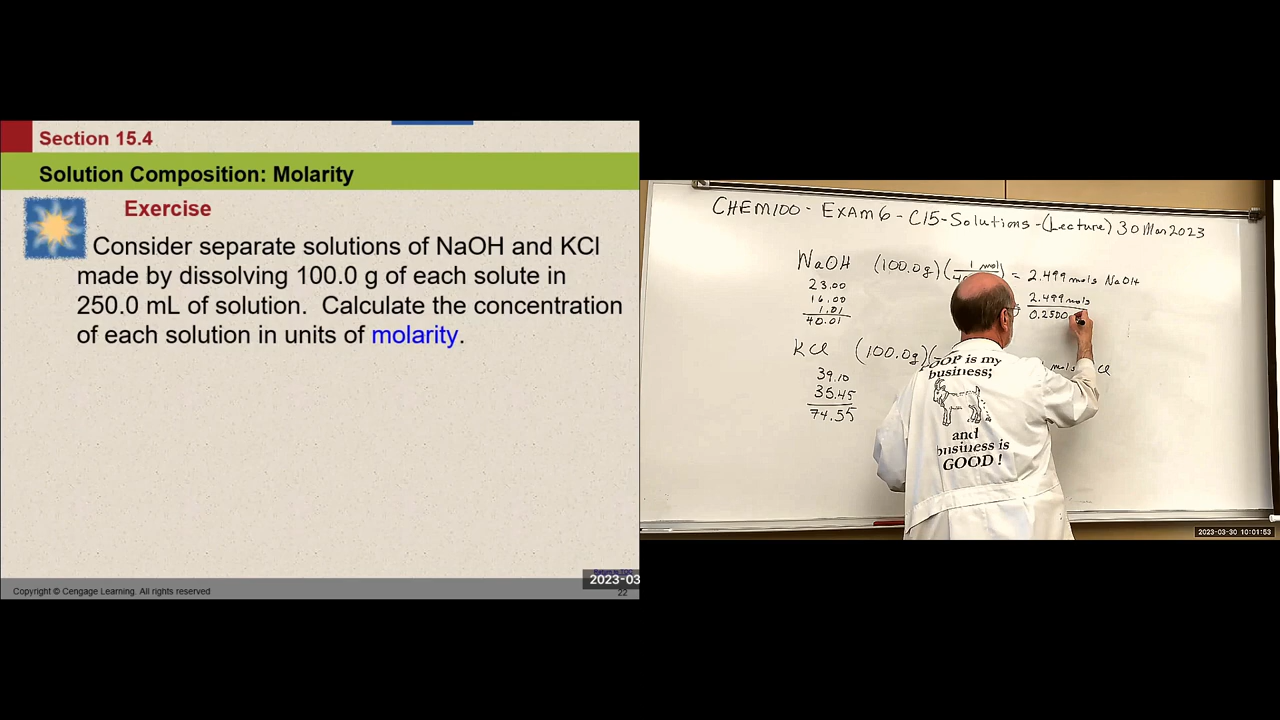 Section 15.4
Solution Composition: Molarity
Exercise
Consider separate solutions of NaOH and KCl
made by dissolving 100.0 g of each solute in
250.0 mL of solution. Calculate the concentration
of each solution in units of molarity.
Copyright © Cengage Learning. All rights reserved
2023-03
22
CHEM100 - EXAM 6 - C15-Solutions - (Lecture) 30 Mar 2023
NaOH (100.0g)(1 mol = 2.499 mols NaOH
23.00
16.00
1.01
40.01
2.499 mols
0.2500
KCl (100.0g)(
39.10
35.45
74.55
mols Cl
is my
business;
and
business is
GOOD!
2023-03-30 10:01:53